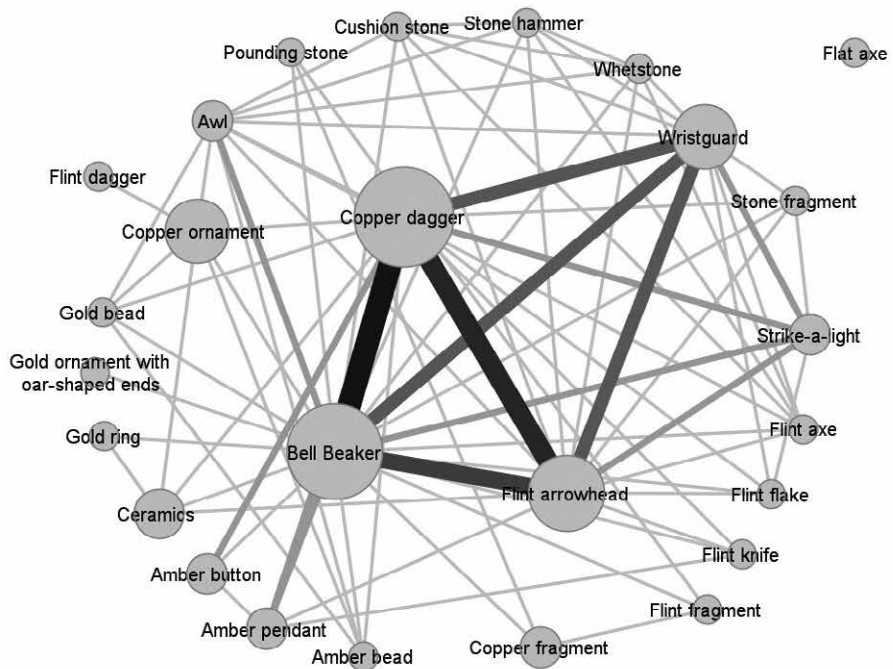 Cushion stone
Stone hammer
Pounding stone
Flat axe
Whetstone
Awl
Wristguard
Flint dagger
Stone fragment
Copper dagger
Copper ornament
Gold bead
Strike-a-light
Gold ornament with
oar-shaped ends
Gold ring
Flint axe
Bell Beaker
Flint arrowhead
Flint flake
Ceramics
Flint knife
Amber button
Flint fragment
Amber pendant
Copper fragment
Amber bead